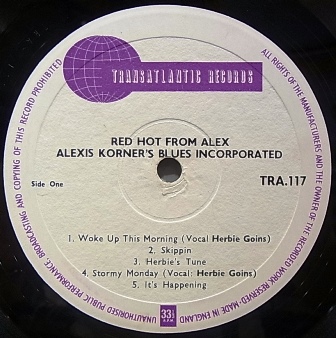 TRANSATLANTIC RECORDS
RED HOT FROM ALEX
ALEXIS KORNER'S BLUES INCORPORATED
Side One
TRA.117
1. Woke Up This Morning (Vocal Herbie Goins)
2. Skippin
3. Herbie's Tune
4. Stormy Monday (Vocal: Herbie Goins)
5. It's Happening
33⅓
R.P.M
ALL RIGHTS OF THE MANUFACTURERS AND THE OWNER OF THE RECORDED WORK RESERVED-MADE IN ENGLAND
UNAUTHORISED PUBLIC PERFORMANCE, BROADCASTING AND COPYING OF THIS RECORD PROHIBITED